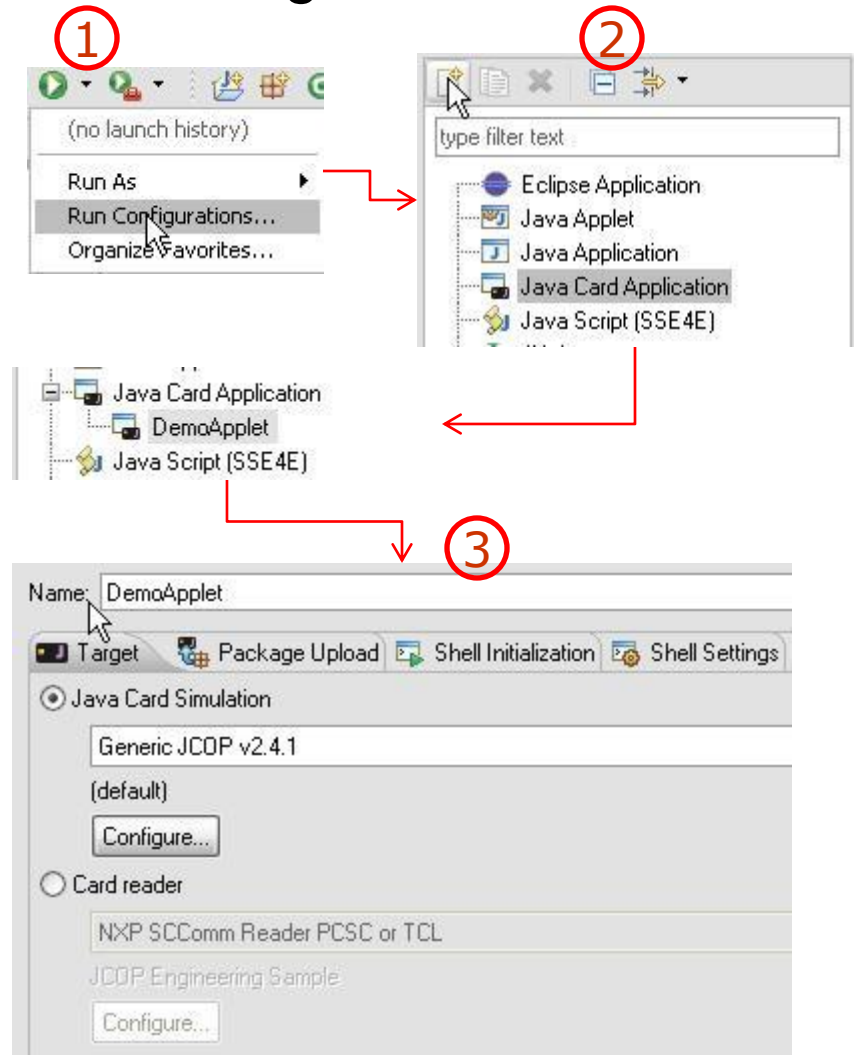 1
(no launch history)
Run As
Run Configurations...
Organize Favorites...
2
type filter text
Eclipse Application
Java Applet
Java Application
Java Card Application
Java Script (SSE4E)
Java Card Application
DemoApplet
Java Script (SSE4E)
3
Name: DemoApplet
Target Package Upload Shell Initialization Shell Settings
Java Card Simulation
Generic JCOP v2.4.1
(default)
Configure...
Card reader
NXP SCComm Reader PCSC or TCL
JCOP Engineering Sample
Configure...